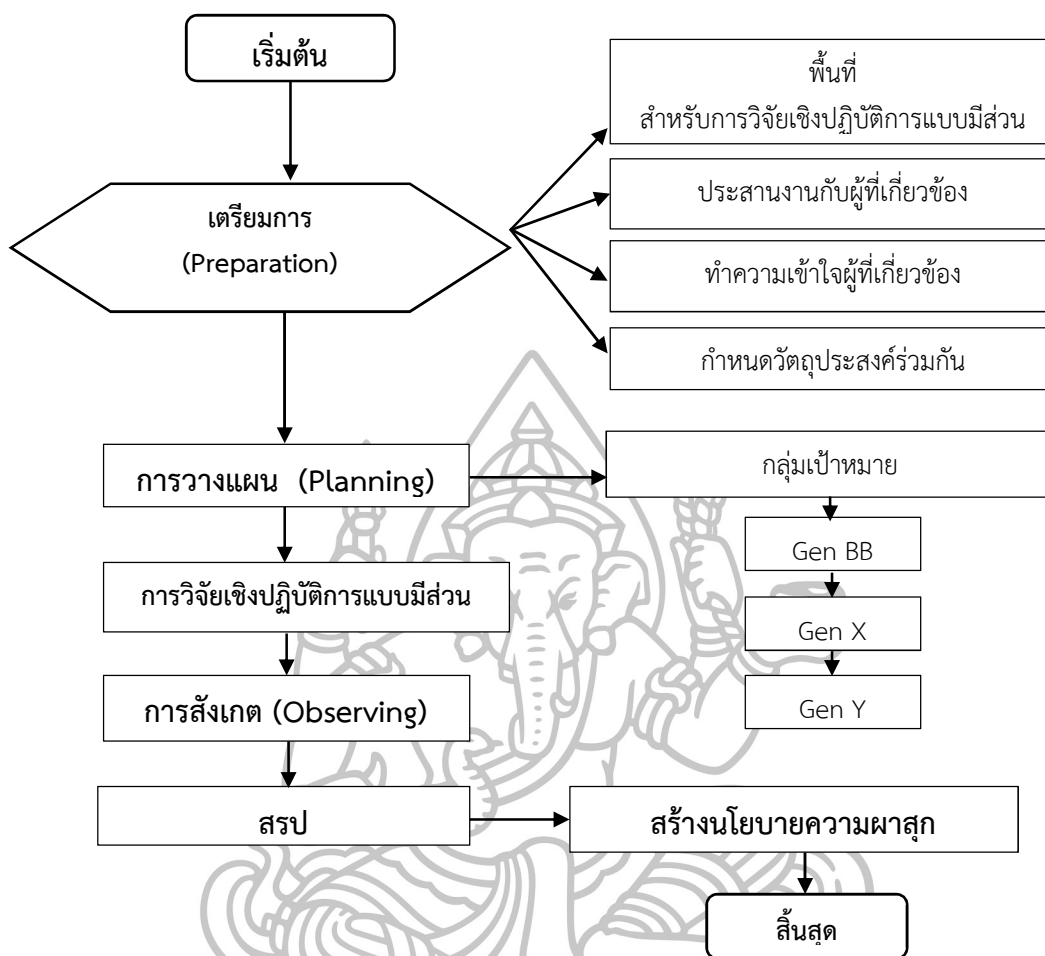 เริ่มต้น
เตรียมการ
(Preparation)
พื้นที่
สำหรับการวิจัยเชิงปฏิบัติการแบบมีส่วน
ประสานงานกับผู้ที่เกี่ยวข้อง
ทำความเข้าใจผู้ที่เกี่ยวข้อง
กำหนดวัตถุประสงค์ร่วมกัน
การวางแผน (Planning)
กลุ่มเป้าหมาย
Gen BB
Gen X
Gen Y
การวิจัยเชิงปฏิบัติการแบบมีส่วน
การสังเกต (Observing)
สรุป
สร้างนโยบายความผาสุก
สิ้นสุด